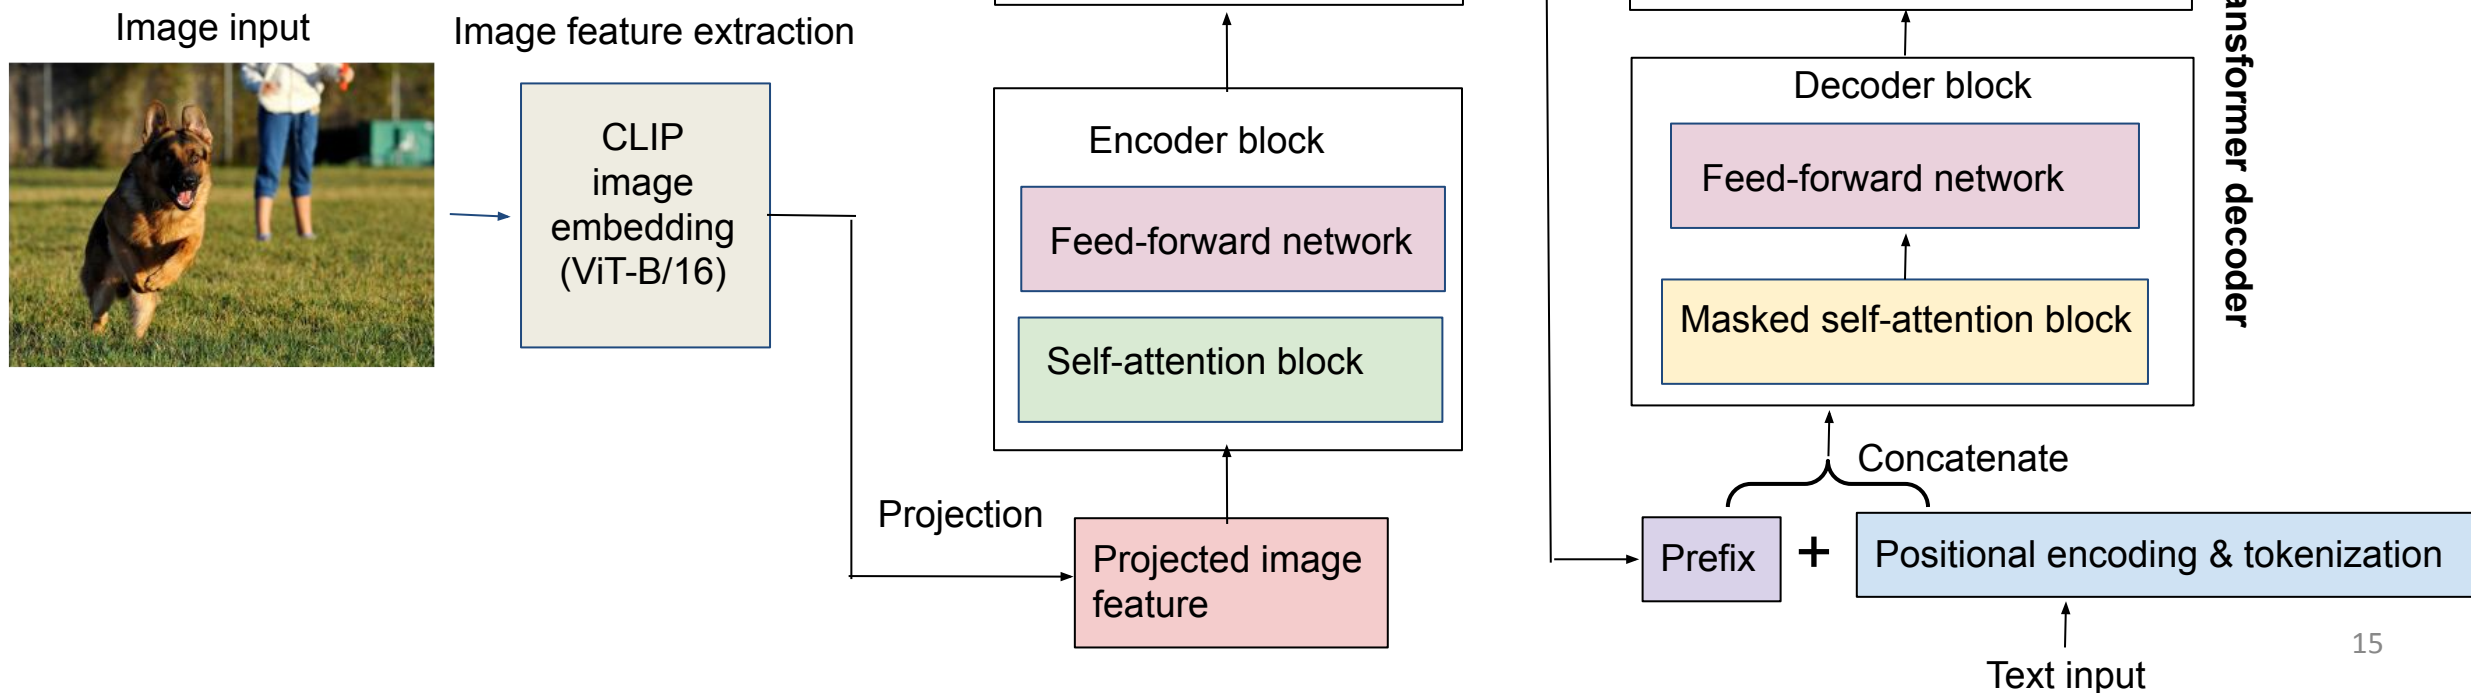 Image input
Image feature extraction
CLIP
image
embedding
(ViT-B/16)
Encoder block
Feed-forward network
Self-attention block
Projection
Projected image
feature
Decoder block
Feed-forward network
Masked self-attention block
Concatenate
Prefix
+
Positional encoding & tokenization
Text input
ansformer decoder
15